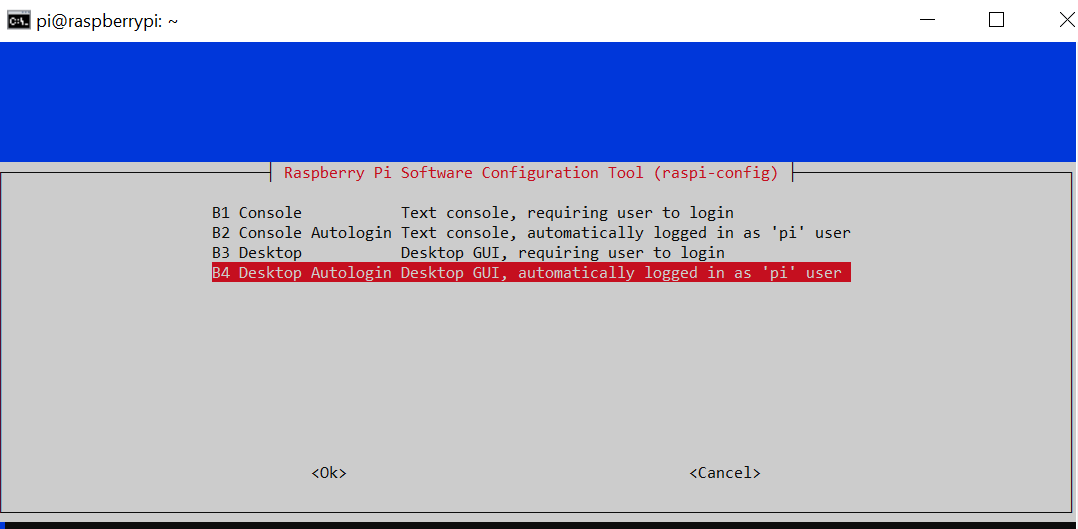 C:\.
pi@raspberrypi: ~
Raspberry Pi Software Configuration Tool (raspi-config)
B1 Console Text console, requiring user to login
B2 Console Autologin Text console, automatically logged in as 'pi' user
B3 Desktop Desktop GUI, requiring user to login
B4 Desktop Autologin Desktop GUI, automatically logged in as 'pi' user
<Ok> <Cancel>